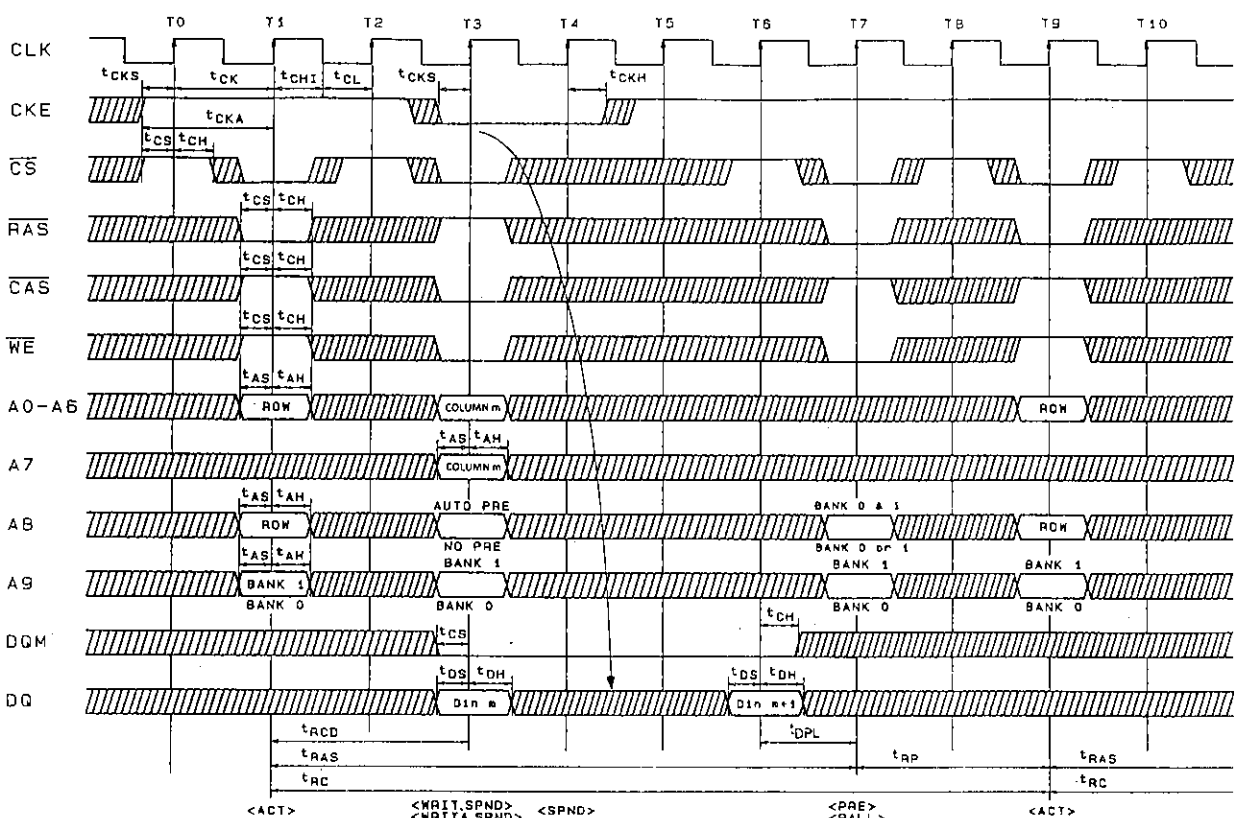 T0 T1 T2 T3 T4 T5 T6 T7 T8 T9 T10
CLK
tCKS tCK tCHI tCL tCKS tCKH
CKE
tCKA
tCS tCH
CS
tCS tCH
RAS
tCS tCH
CAS
tCS tCH
WE
tAS tAH
A0-A6 ROW COLUMN m ROW
tAS tAH
A7 COLUMN m
tAS tAH AUTO PRE BANK 0 & 1
A8 ROW ROW
NO PRE BANK 0 or 1
tAS tAH BANK 1 BANK 1 BANK 1
A9 BANK 1
BANK 0 BANK 0 BANK 0 BANK 0
tCH
DQM tCS
tDS tDH tDS tDH
DQ Din m Din m+1
tRCD tDPL
tRAS tRP tRAS
tRC tRC
<ACT> <WRIT,SPND> <SPND> <PRE> <ACT>
<WRITA,SPND> <PALL>